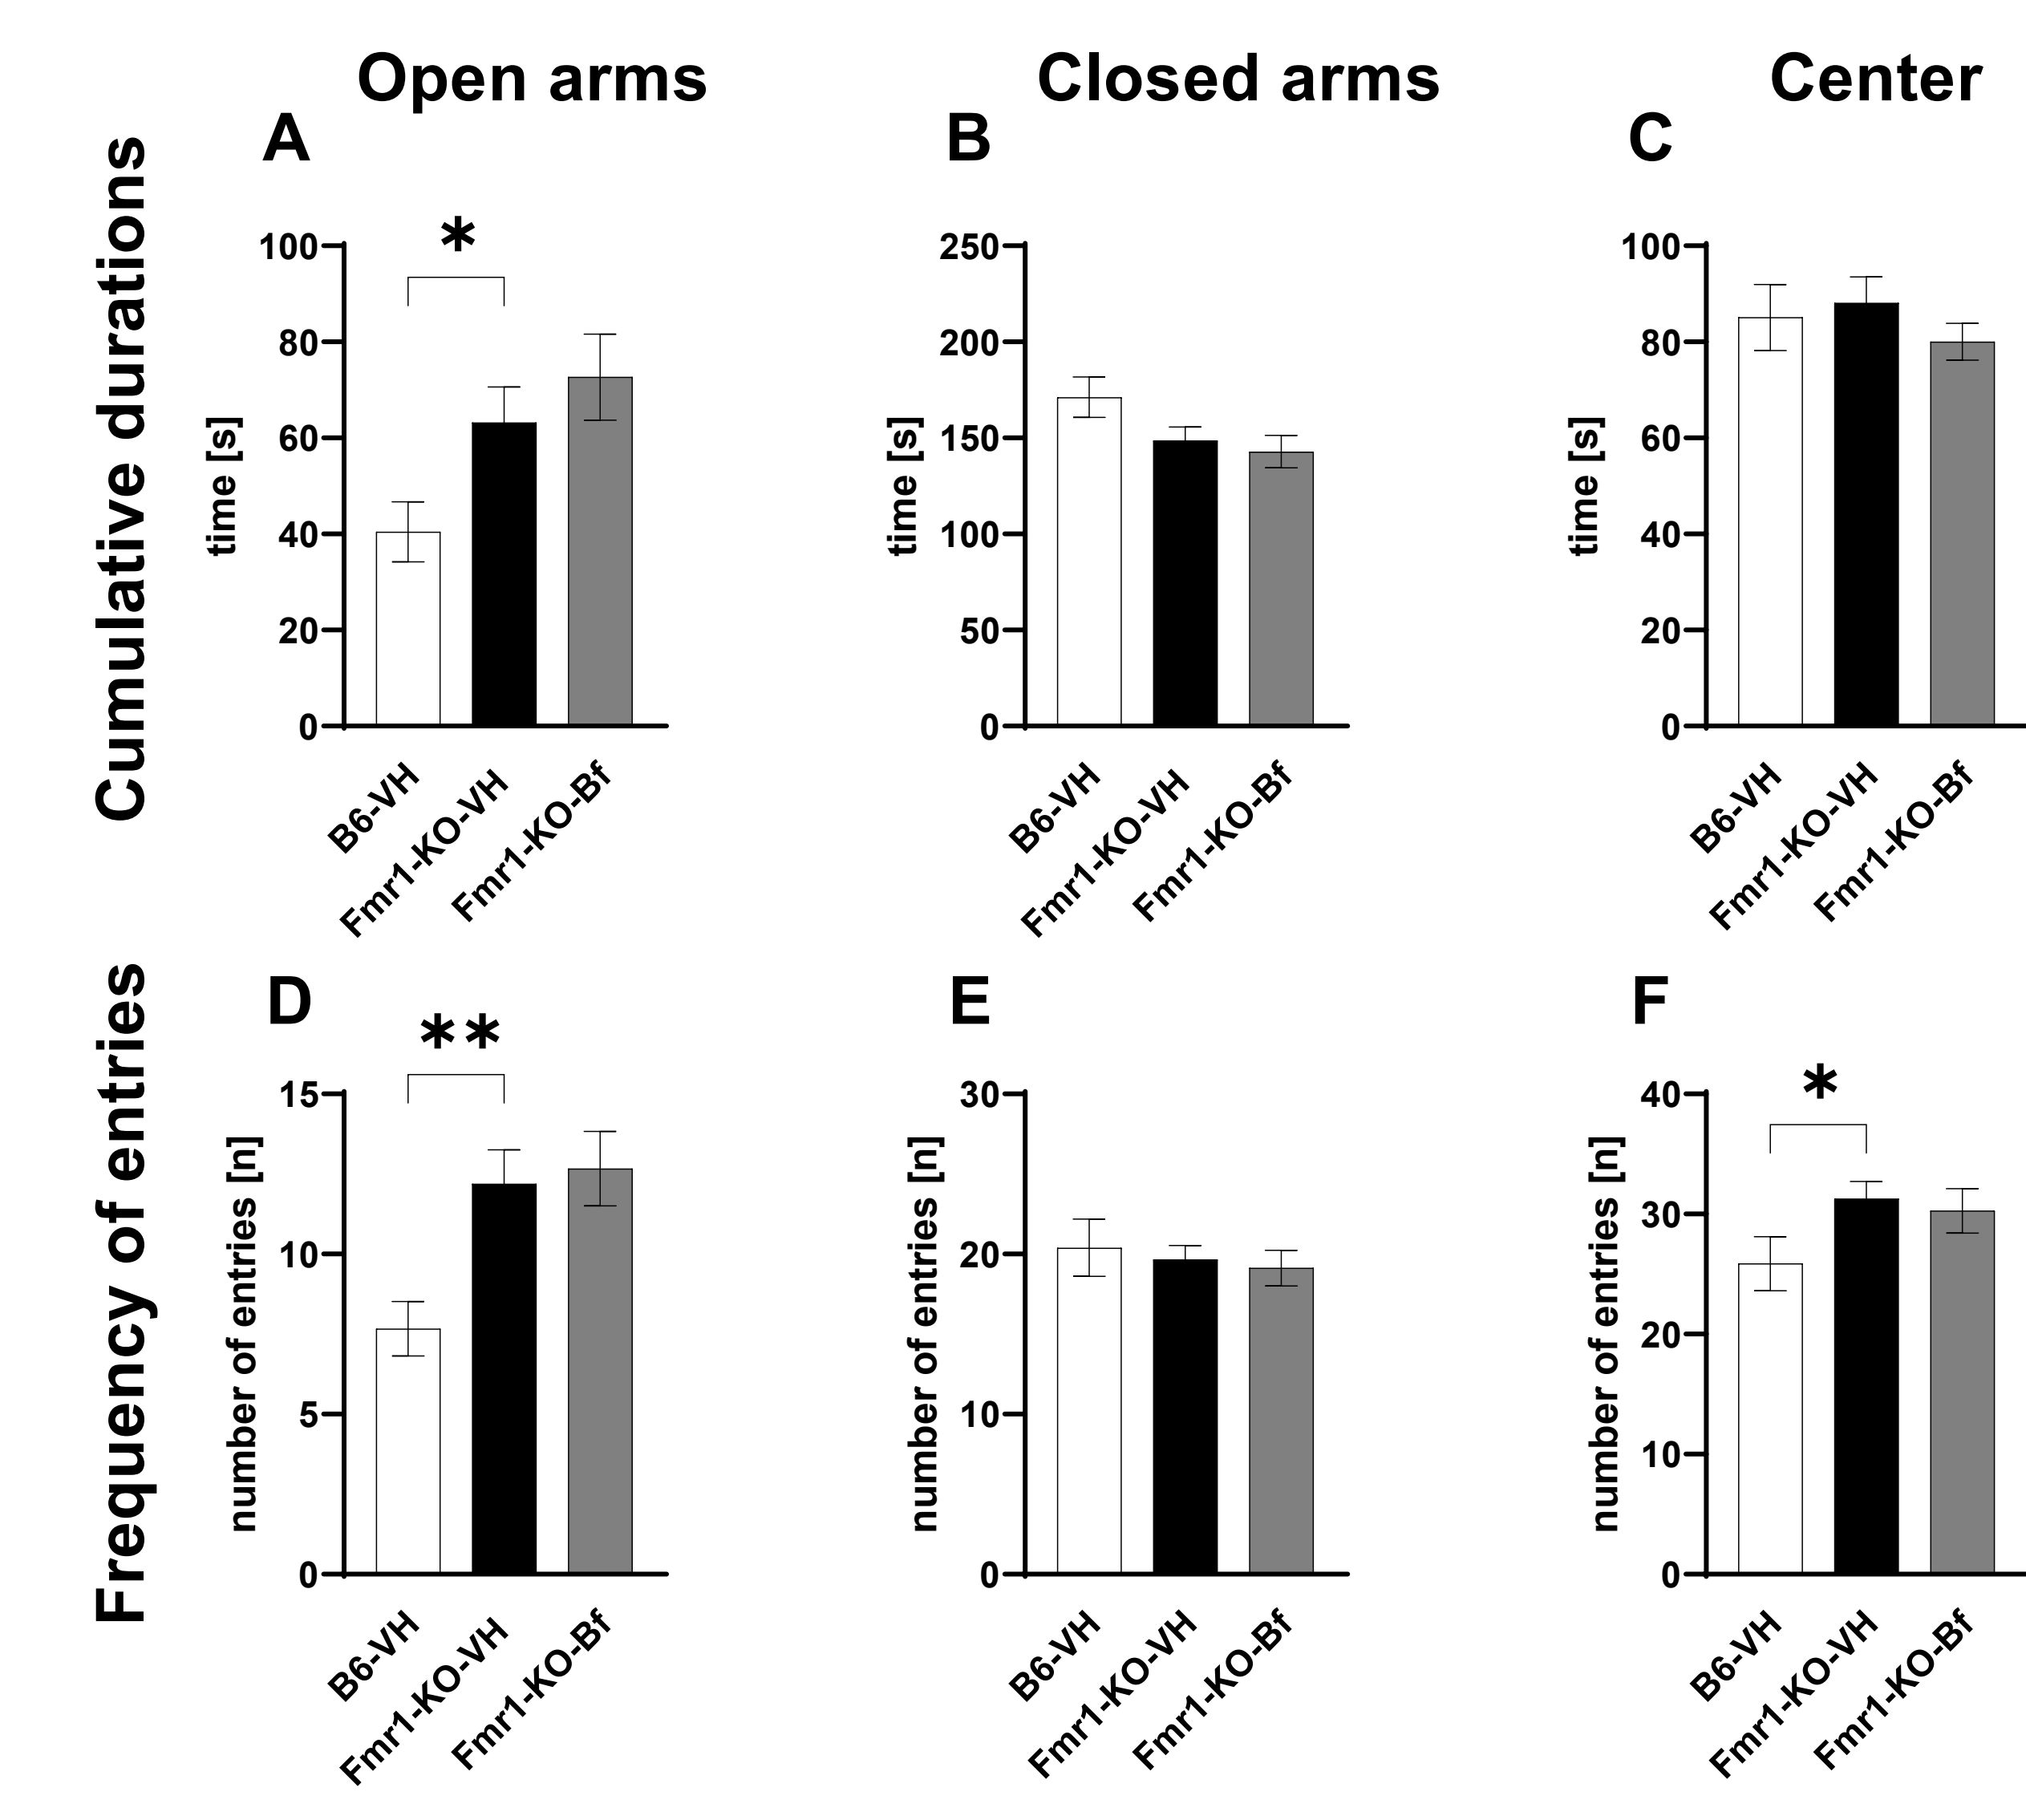 Open arms
Closed arms
Center
Cumulative durations
A
*
100
80
60
40
20
0
time [s]
B6-VH
Fmr1-KO-VH
Fmr1-KO-Bf
B
250
200
150
100
50
0
time [s]
B6-VH
Fmr1-KO-VH
Fmr1-KO-Bf
C
100
80
60
40
20
0
time [s]
B6-VH
Fmr1-KO-VH
Fmr1-KO-Bf
Frequency of entries
D
**
15
10
5
0
number of entries [n]
B6-VH
Fmr1-KO-VH
Fmr1-KO-Bf
E
30
20
10
0
number of entries [n]
B6-VH
Fmr1-KO-VH
Fmr1-KO-Bf
F
*
40
30
20
10
0
number of entries [n]
B6-VH
Fmr1-KO-VH
Fmr1-KO-Bf